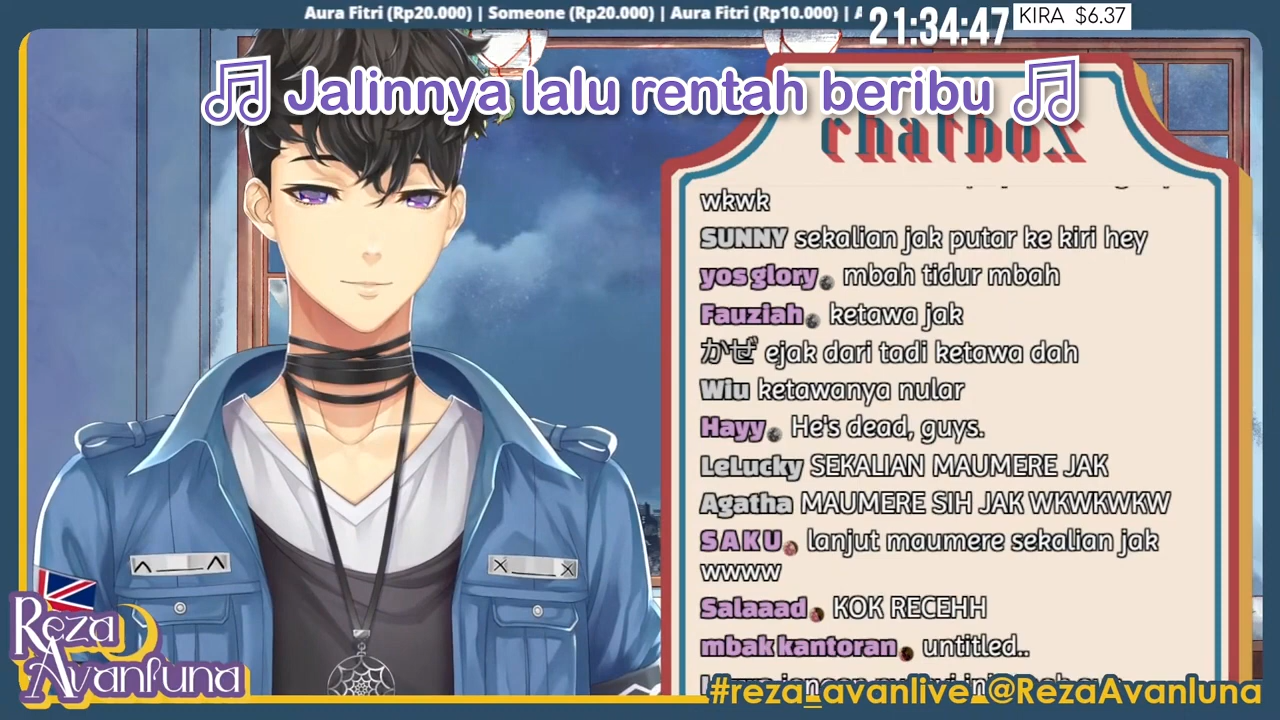 Aura Fitri (Rp20.000) | Someone (Rp20.000) | Aura Fitri (Rp10.000) |
21:34:47
KIRA $6.37
Jalinnya lalu rentah beribu
chatbox
wkwk
SUNNY sekalian jak putar ke kiri hey
yos glory mbah tidur mbah
Fauziah ketawa jak
かぜ ejak dari tadi ketawa dah
Wiu ketawanya nular
Hayy He's dead, guys.
LeLucky SEKALIAN MAUMERE JAK
Agatha MAUMERE SIH JAK WKWKWKW
SAKU lanjut maumere sekalian jak
wwww
Salaaad KOK RECEHH
mbak kantoran untitled..
Reza
Avanluna
#reza_avanlive @RezaAvanluna